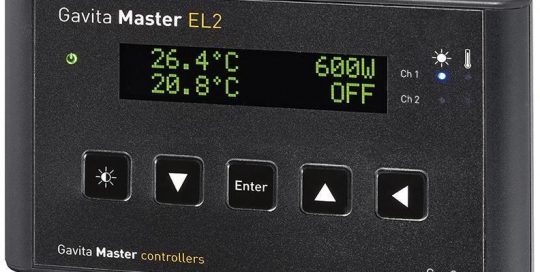 Gavita Master EL2
26.4°C 600W
20.8°C OFF
Ch 1
Ch 2
Enter
Gavita Master controllers